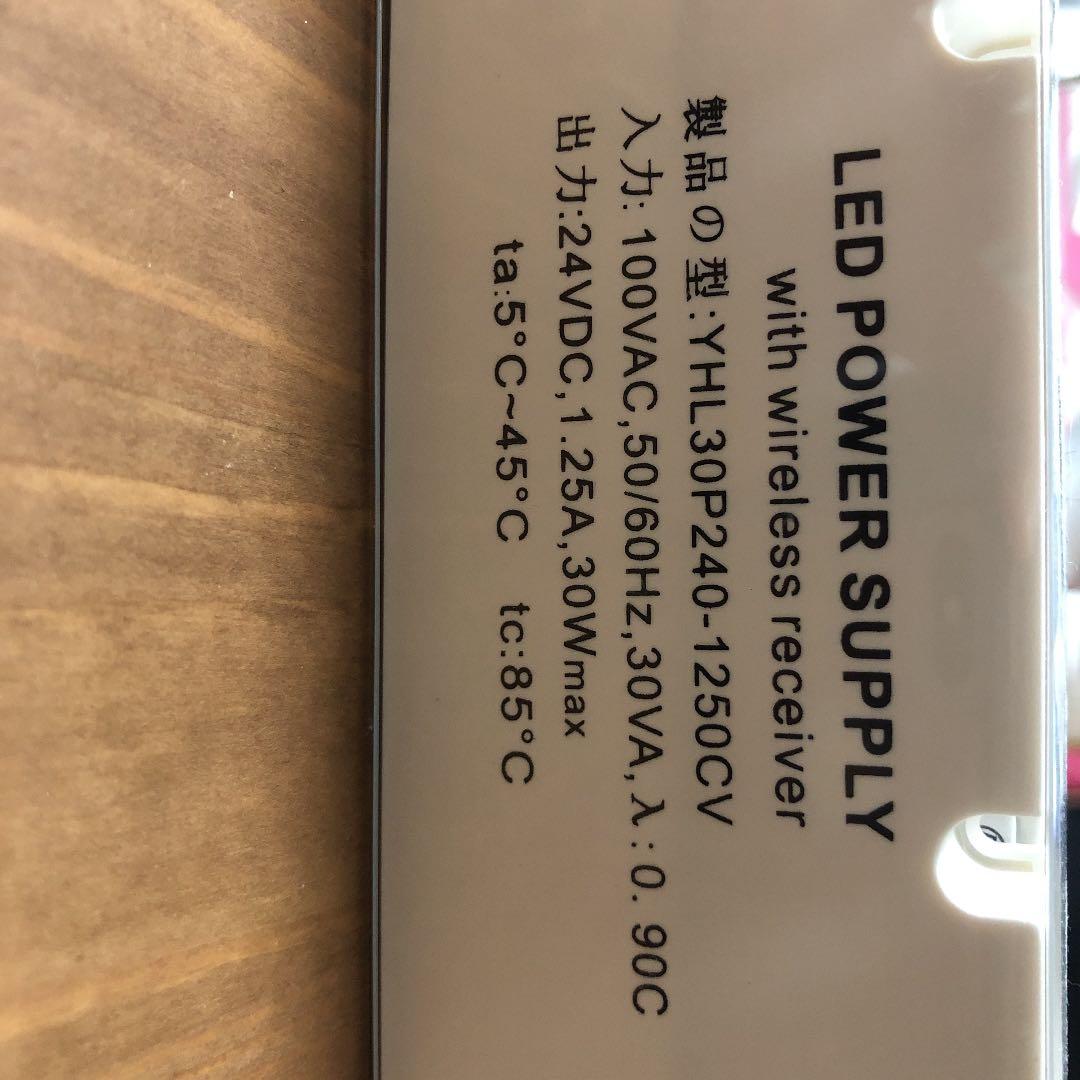 LED POWER SUPPLY
with wireless receiver
製品の型:YHL30P240-1250CV
入力: 100VAC,50/60Hz,30VA,λ:0.90C
出力:24VDC,1.25A,30Wmax
ta:5°C~45°C tc:85°C